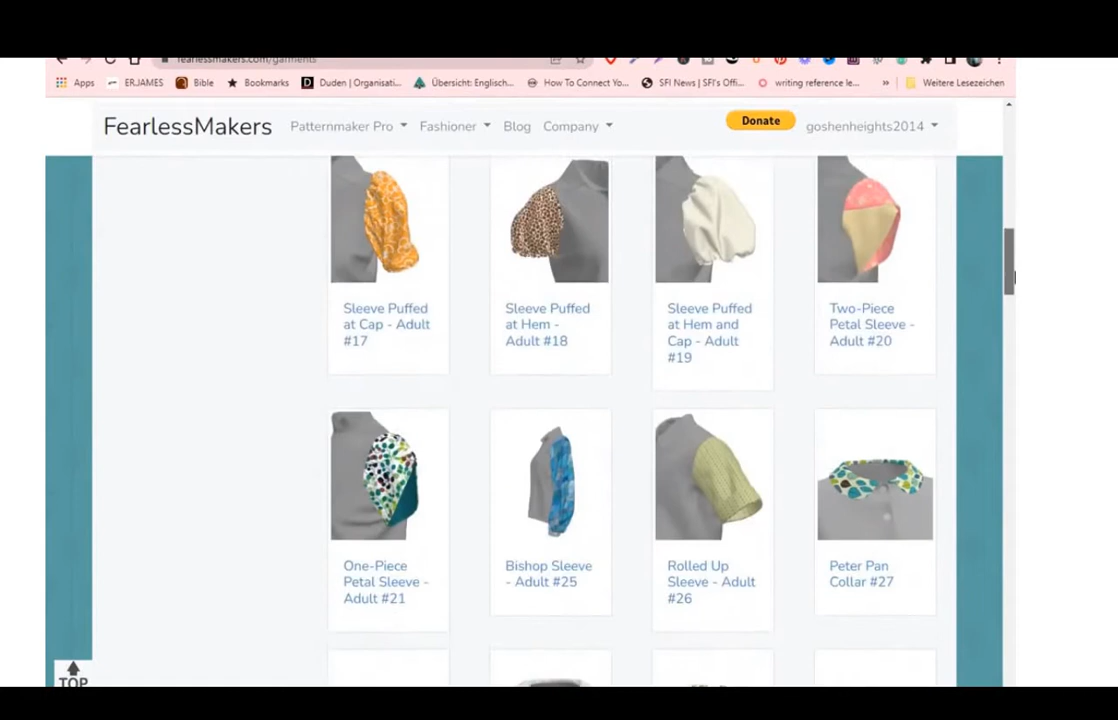 fearlessmakers.com/garments
Apps ERJAMES Bible Bookmarks Duden | Organisati... Übersicht: Englisch... How To Connect Yo... SFI News | SFI's Offi... writing reference le... » Weitere Lesezeichen
FearlessMakers Patternmaker Pro Fashioner Blog Company Donate goshenheights2014
Sleeve Puffed
at Cap - Adult
#17
Sleeve Puffed
at Hem -
Adult #18
Sleeve Puffed
at Hem and
Cap - Adult
#19
Two-Piece
Petal Sleeve -
Adult #20
One-Piece
Petal Sleeve -
Adult #21
Bishop Sleeve
- Adult #25
Rolled Up
Sleeve - Adult
#26
Peter Pan
Collar #27
TOP